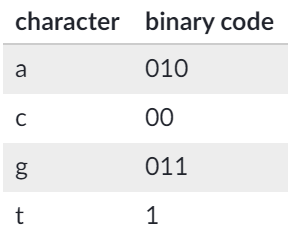 character binary code
a 010
c 00
g 011
t 1